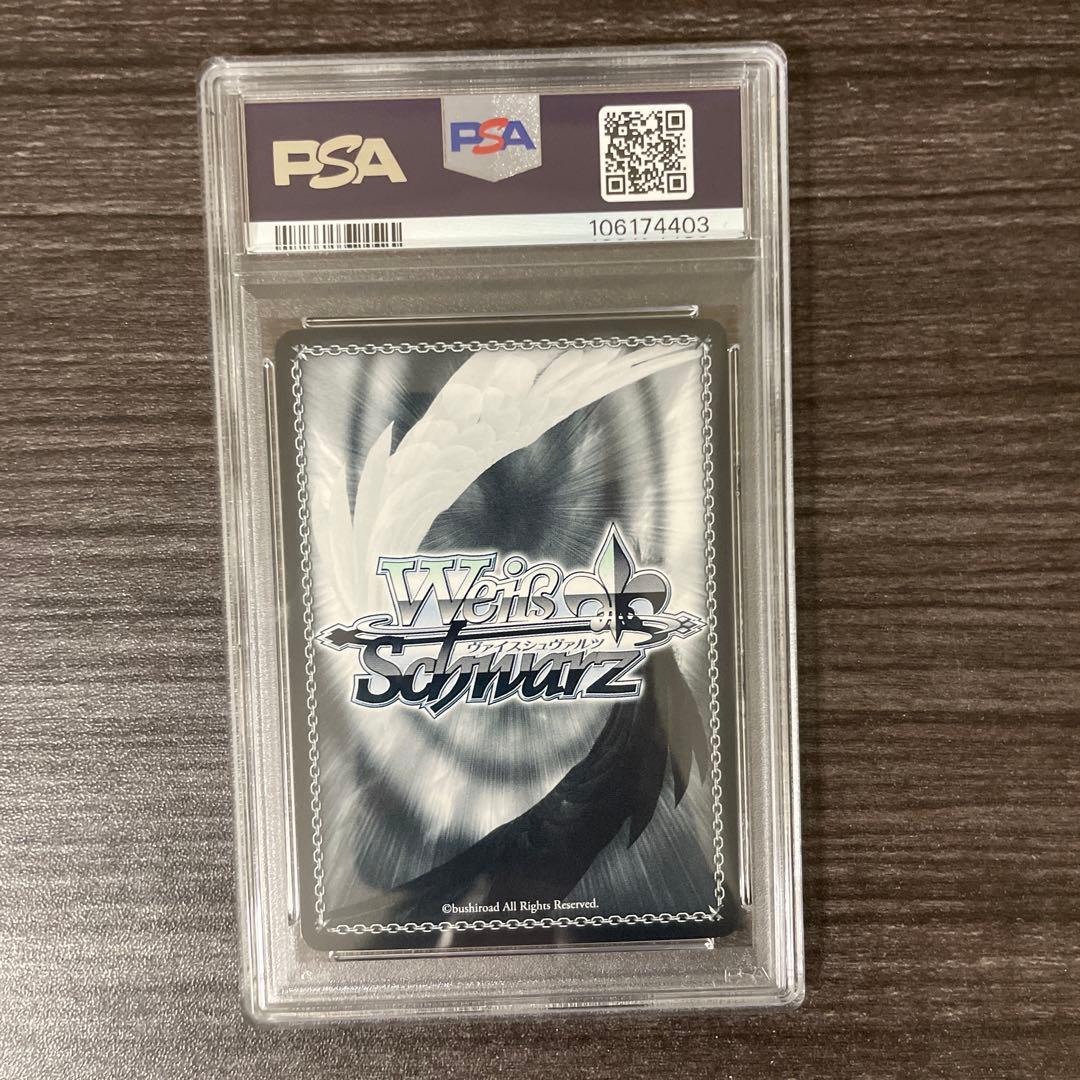 PSA
PSA
106174403
Weiß
ヴァイスシュヴァルツ
Schwarz
©bushiroad All Rights Reserved.
PSA